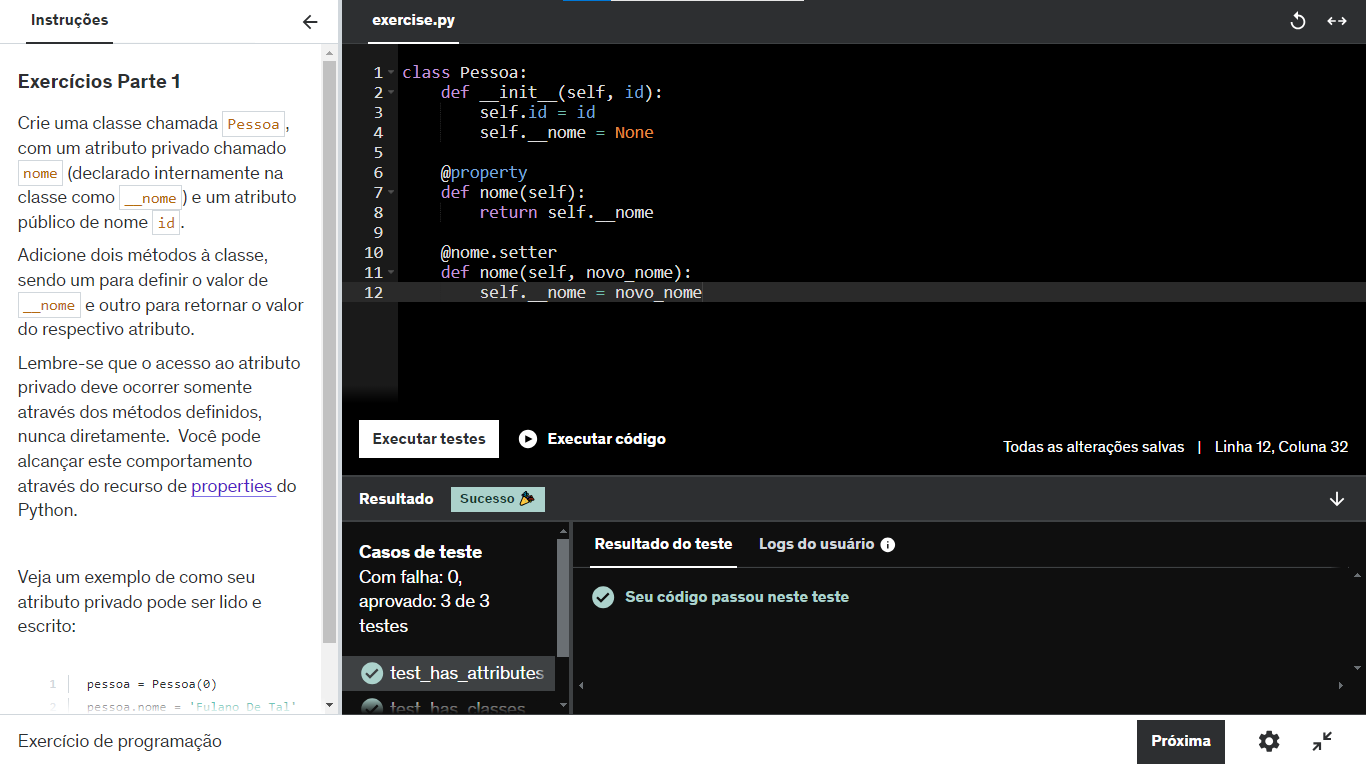 Instruções
Exercícios Parte 1
Crie uma classe chamada Pessoa,
com um atributo privado chamado
nome (declarado internamente na
classe como __nome) e um atributo
público de nome id.
Adicione dois métodos à classe,
sendo um para definir o valor de
__nome e outro para retornar o valor
do respectivo atributo.
Lembre-se que o acesso ao atributo
privado deve ocorrer somente
através dos métodos definidos,
nunca diretamente. Você pode
alcançar este comportamento
através do recurso de properties do
Python.
Veja um exemplo de como seu
atributo privado pode ser lido e
escrito:
1 pessoa = Pessoa(0)
2 pessoa.nome = 'Fulano De Tal'
exercise.py
1 class Pessoa:
2     def __init__(self, id):
3         self.id = id
4         self.__nome = None
5
6     @property
7     def nome(self):
8         return self.__nome
9
10     @nome.setter
11     def nome(self, novo_nome):
12         self.__nome = novo_nome
Executar testes
Executar código
Todas as alterações salvas | Linha 12, Coluna 32
Resultado Sucesso
Casos de teste
Com falha: 0,
aprovado: 3 de 3
testes
test_has_attributes
test_has_classes
Resultado do teste Logs do usuário
Seu código passou neste teste
Exercício de programação
Próxima